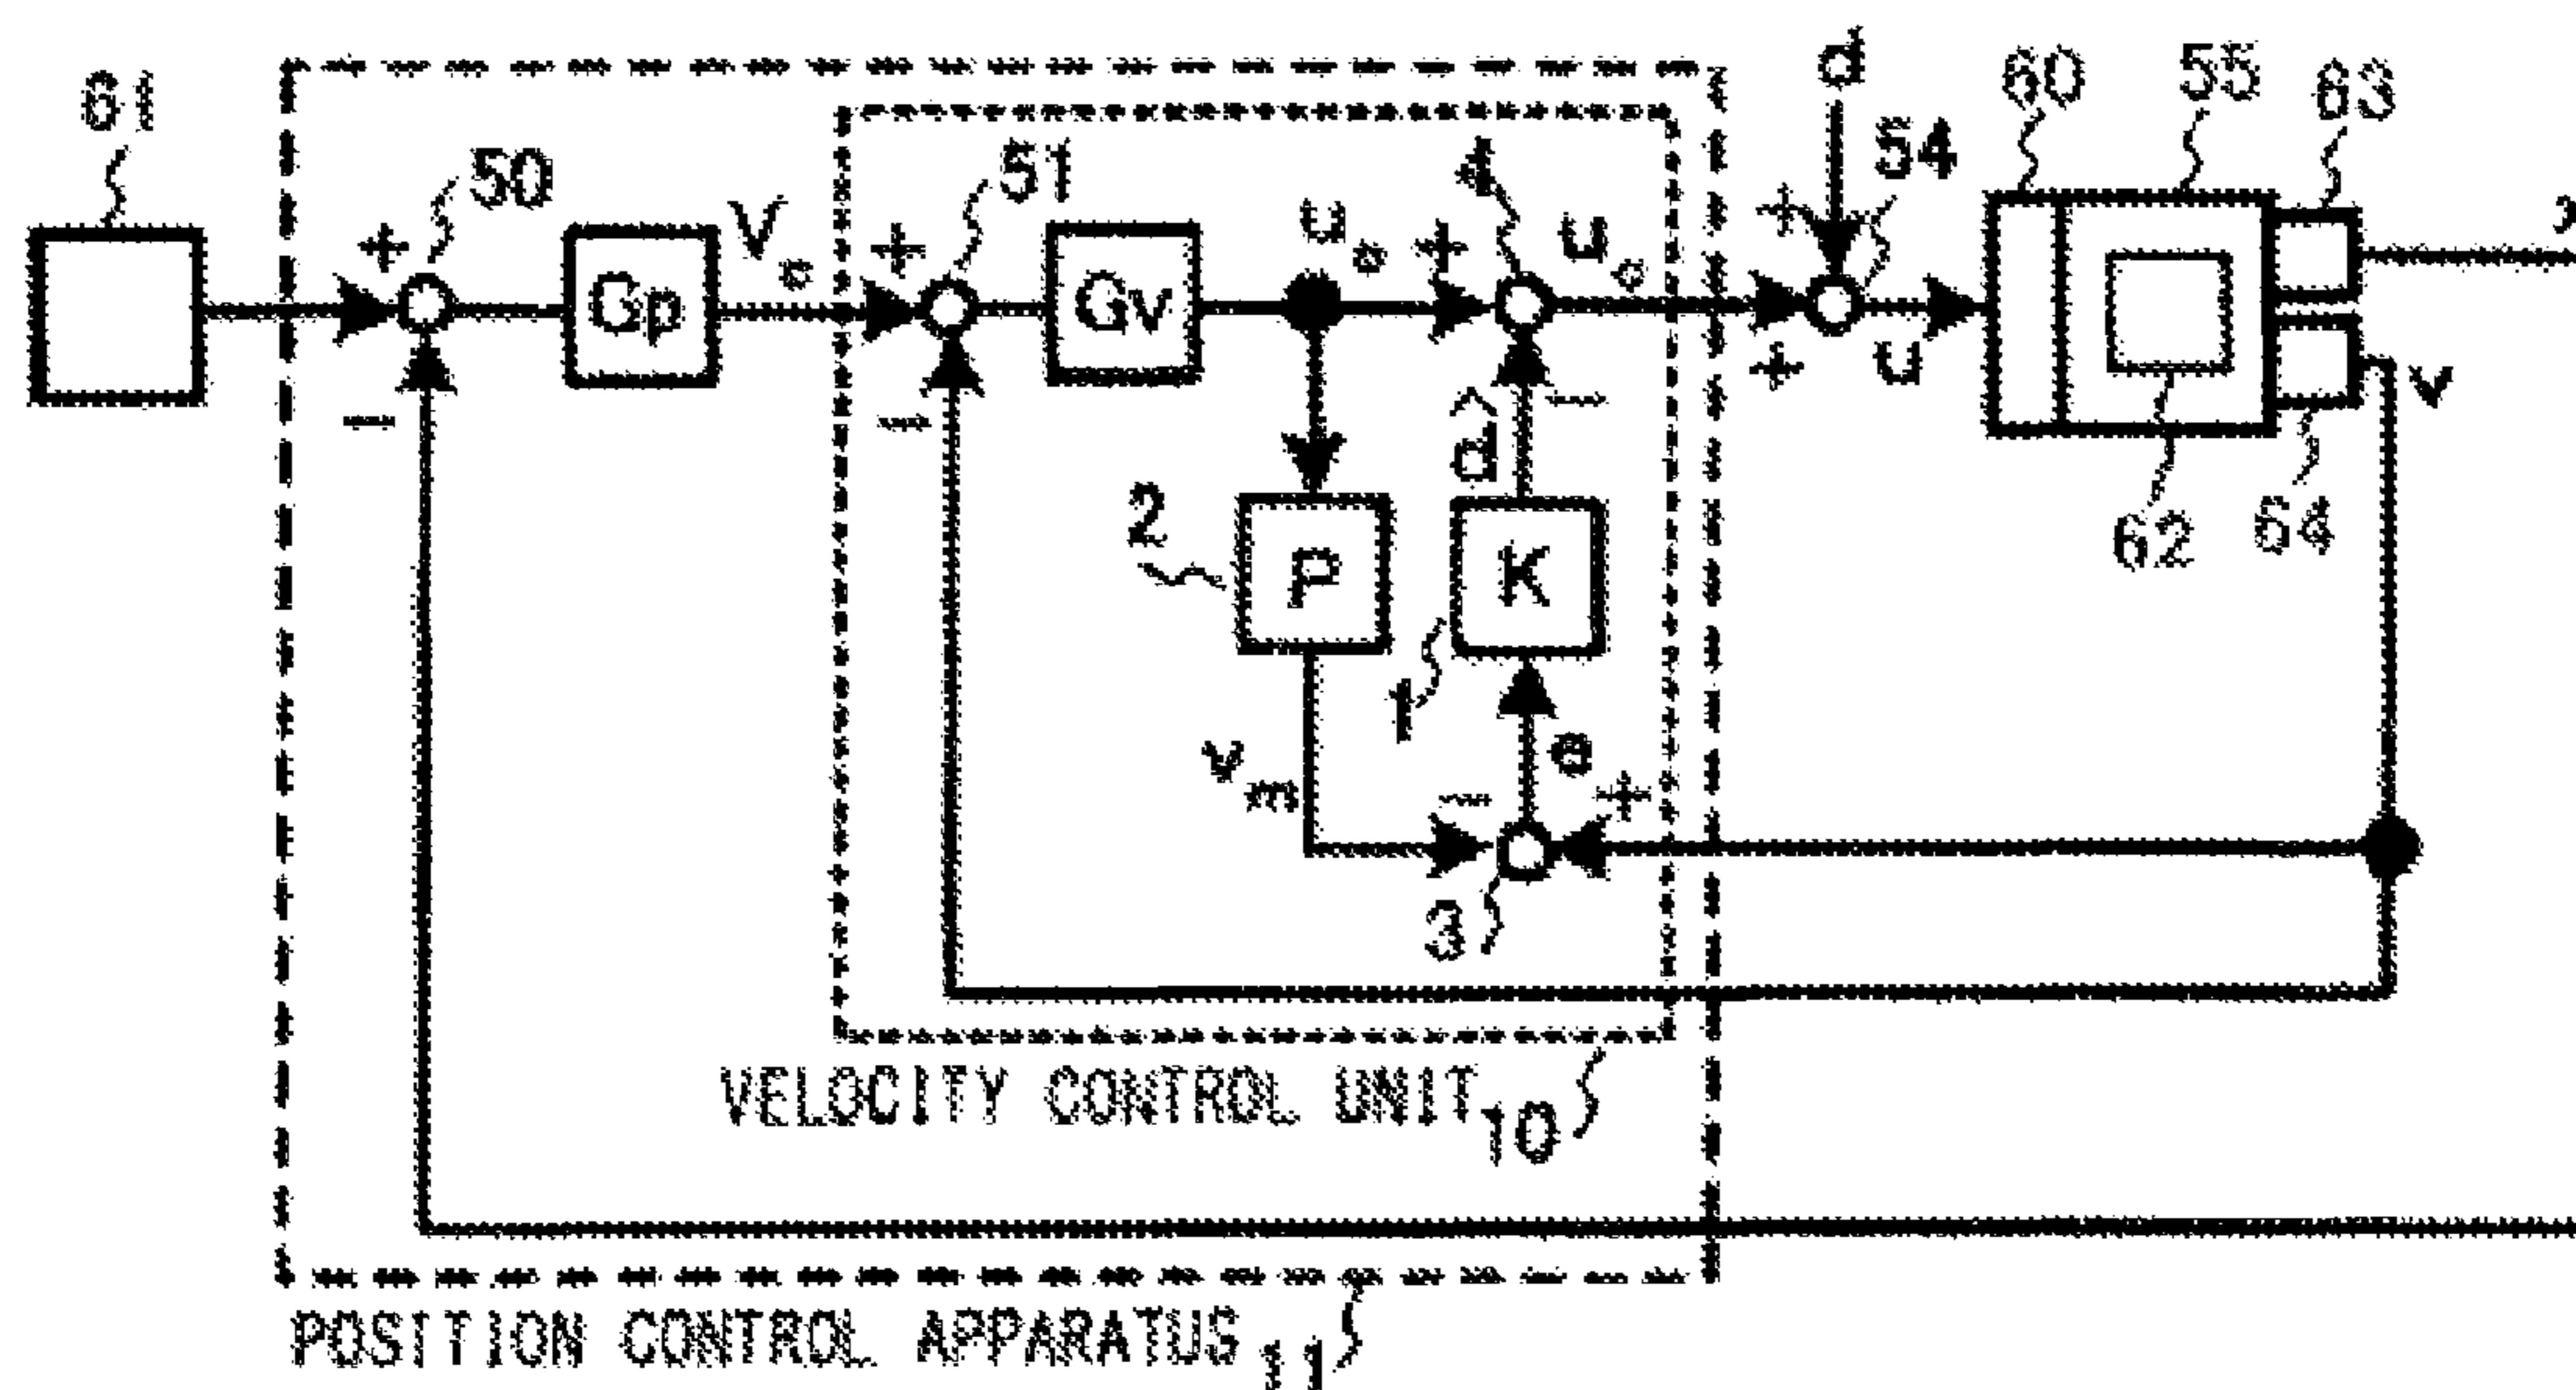 61
50
Gp
Vc
51
Gv
4
uc
d
54
u
60
55
63
62
64
v
+
−
+
−
+
−
+
+
2
P
d̂
K
1
vm
e
−
+
3
VELOCITY CONTROL UNIT 10
POSITION CONTROL APPARATUS 11